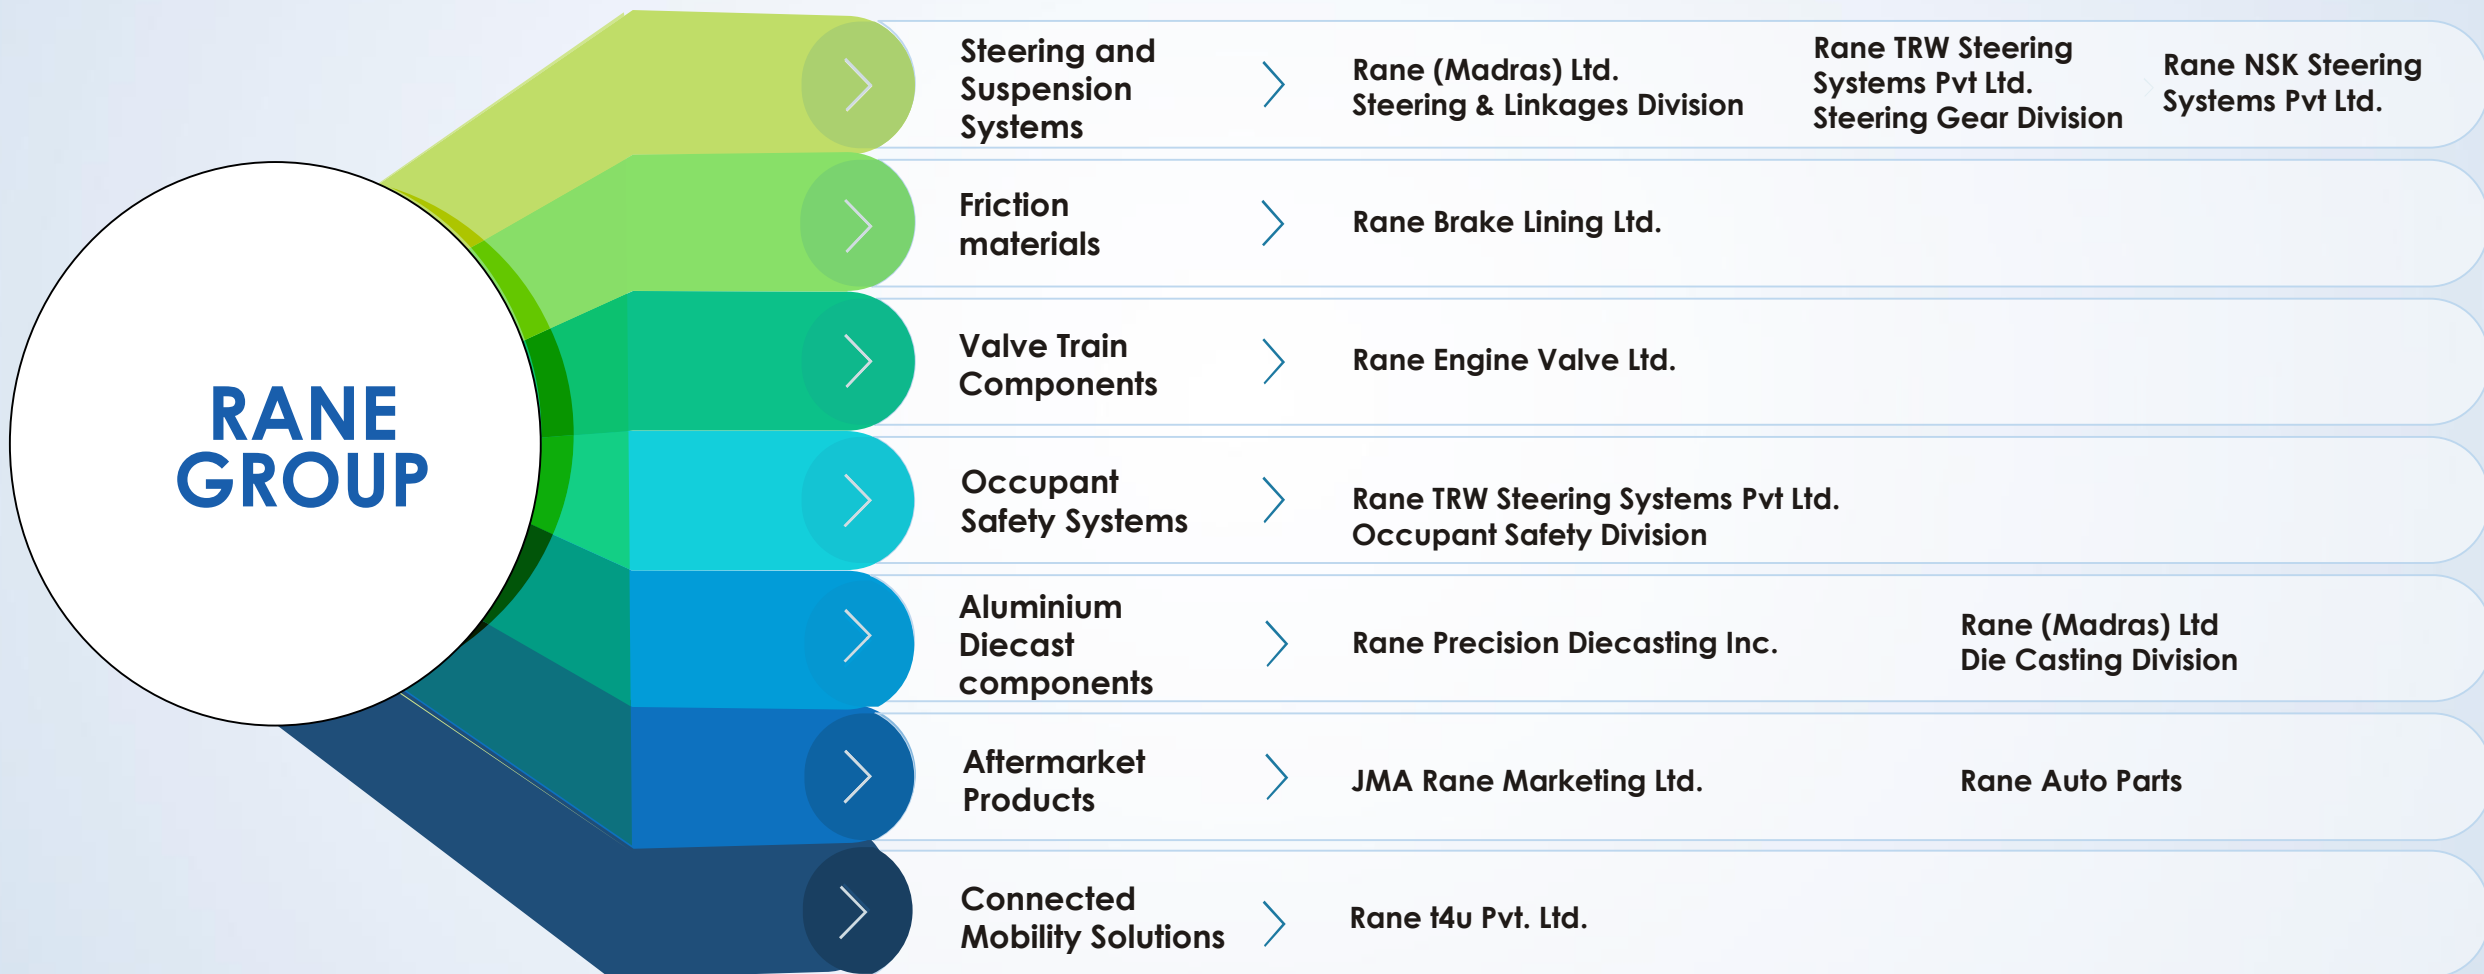 RANE
GROUP
Steering and
Suspension
Systems
Rane (Madras) Ltd.
Steering & Linkages Division
Rane TRW Steering
Systems Pvt Ltd.
Steering Gear Division
Rane NSK Steering
Systems Pvt Ltd.
Friction
materials
Rane Brake Lining Ltd.
Valve Train
Components
Rane Engine Valve Ltd.
Occupant
Safety Systems
Rane TRW Steering Systems Pvt Ltd.
Occupant Safety Division
Aluminium
Diecast
components
Rane Precision Diecasting Inc.
Rane (Madras) Ltd
Die Casting Division
Aftermarket
Products
JMA Rane Marketing Ltd.
Rane Auto Parts
Connected
Mobility Solutions
Rane t4u Pvt. Ltd.